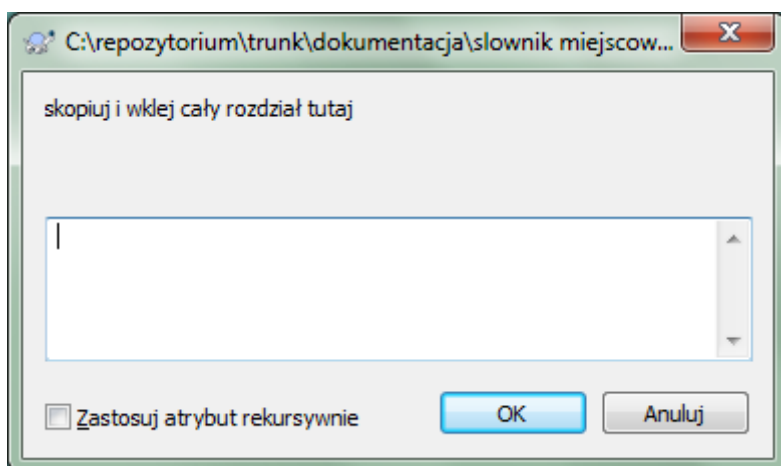 C:\repozytorium\trunk\dokumentacja\slownik miejscow...
skopiuj i wklej cały rozdział tutaj
Zastosuj atrybut rekursywnie
OK
Anuluj